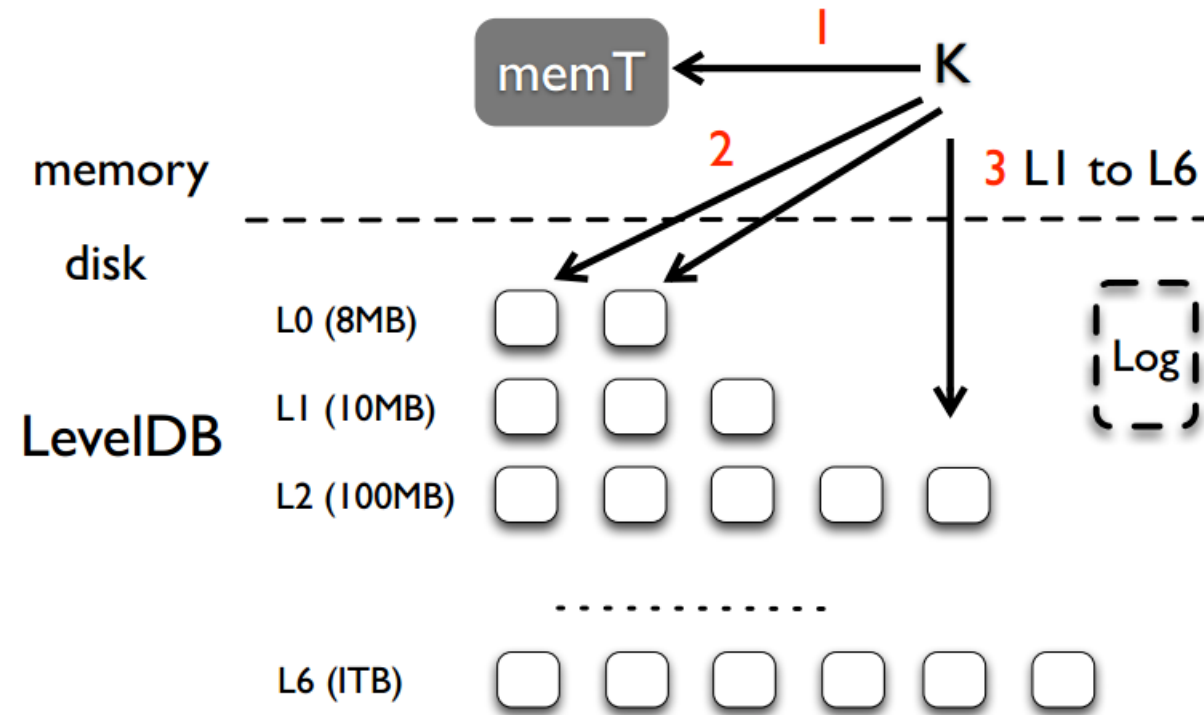 1
memT
K
2
memory
3 L1 to L6
disk
L0 (8MB)
Log
L1 (10MB)
LevelDB
L2 (100MB)
L6 (1TB)